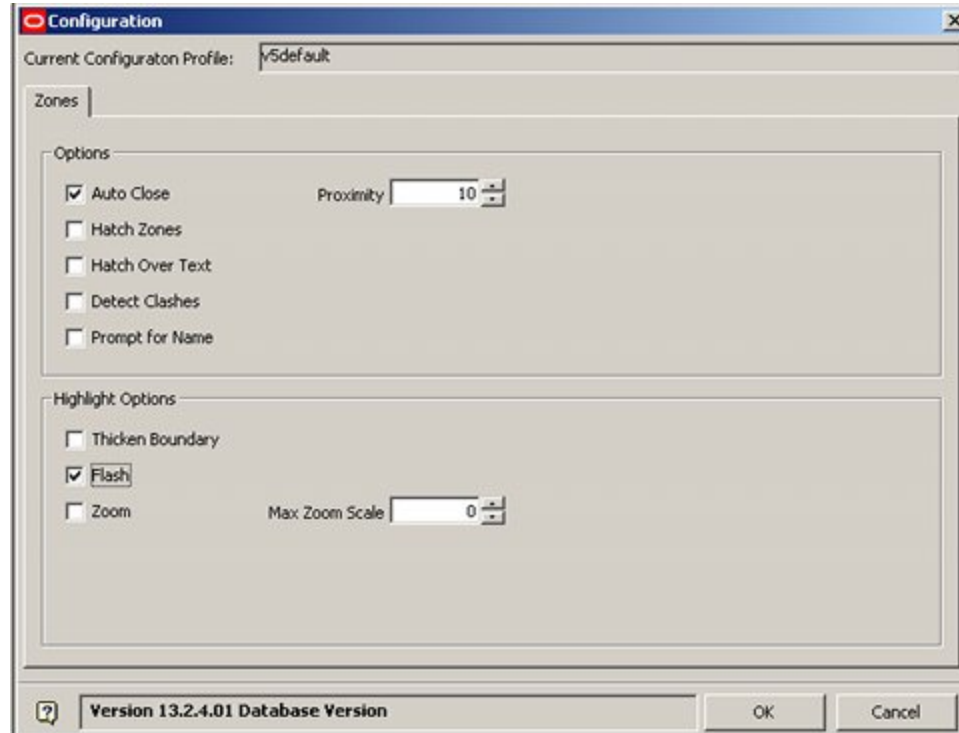 Configuration
Current Configuraton Profile: v5default
Zones
Options
Auto Close Proximity 10
Hatch Zones
Hatch Over Text
Detect Clashes
Prompt for Name
Highlight Options
Thicken Boundary
Flash
Zoom Max Zoom Scale 0
Version 13.2.4.01 Database Version OK Cancel